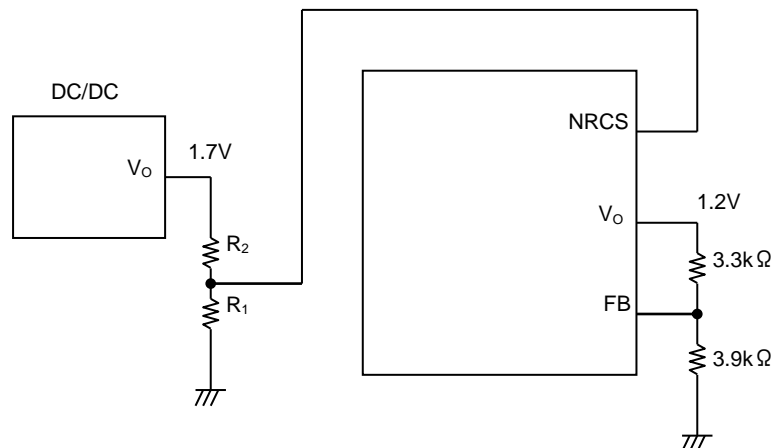 DC/DC
NRCS
Vo 1.7V
Vo 1.2V
R2
3.3kΩ
R1
FB
3.9kΩ